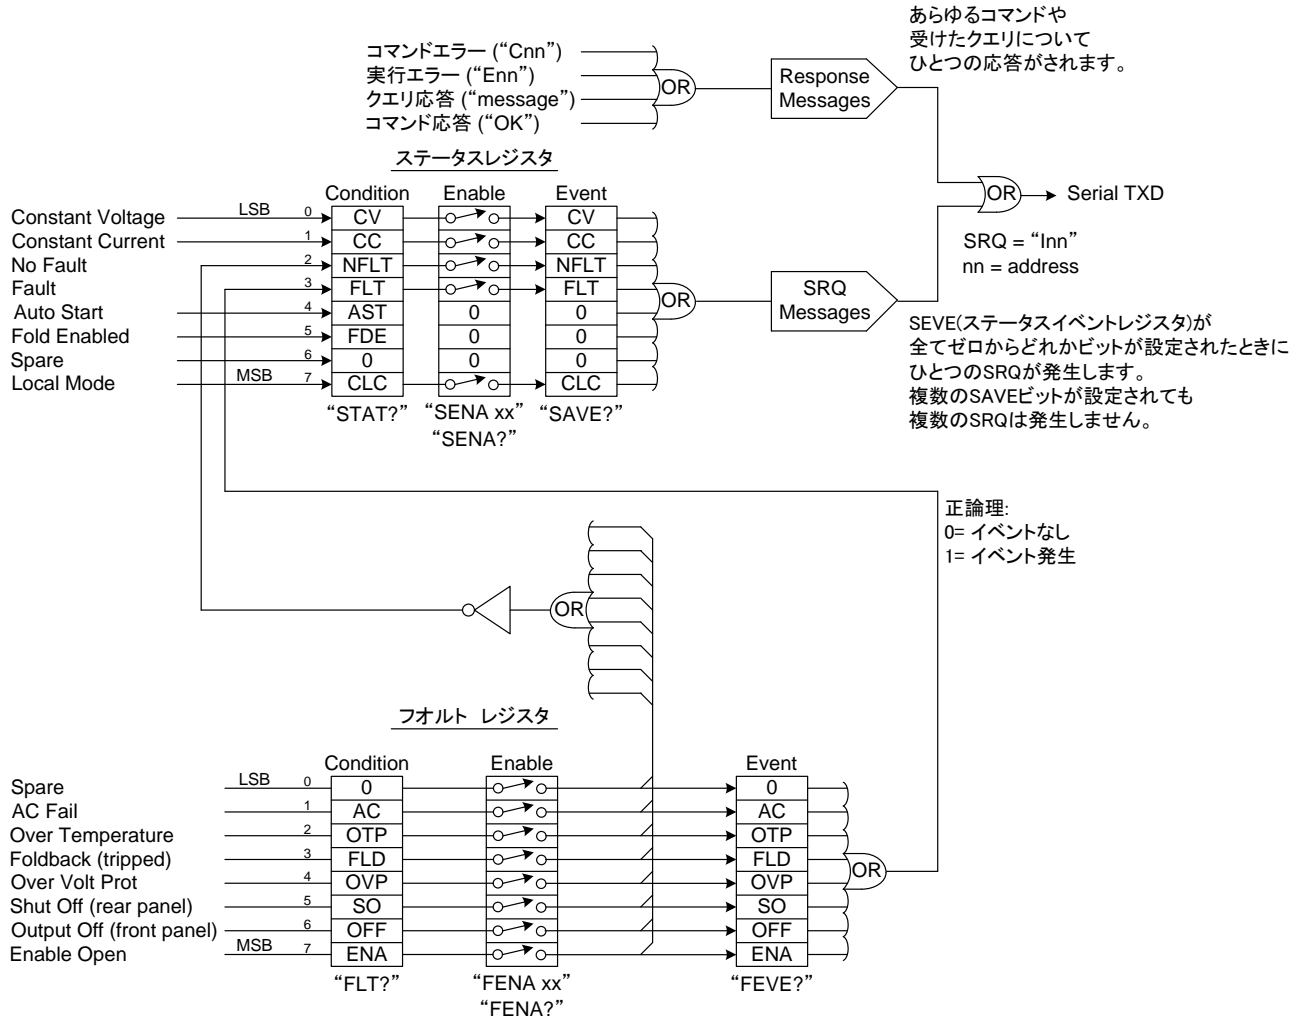 あらゆるコマンドや
受けたクエリについて
ひとつの応答がされます。
コマンドエラー (“Cnn”)
実行エラー (“Enn”)
クエリ応答 (“message”)
コマンド応答 (“OK”)
OR
Response
Messages
ステータスレジスタ
Condition Enable Event
OR
Serial TXD
Constant Voltage LSB 0 CV CV
Constant Current 1 CC CC
No Fault 2 NFLT NFLT
Fault 3 FLT FLT
Auto Start 4 AST 0 0
Fold Enabled 5 FDE 0 0
Spare 6 0 0 0
Local Mode MSB 7 CLC CLC
OR
SRQ
Messages
SRQ = “Inn”
nn = address
“STAT?” “SENA xx” “SAVE?”
“SENA?”
SEVE(ステータスイベントレジスタ)が
全てゼロからどれかビットが設定されたときに
ひとつのSRQが発生します。
複数のSAVEビットが設定されても
複数のSRQは発生しません。
正論理:
0= イベントなし
1= イベント発生
OR
フオルト レジスタ
Condition Enable Event
Spare LSB 0 0 0
AC Fail 1 AC AC
Over Temperature 2 OTP OTP
Foldback (tripped) 3 FLD FLD
Over Volt Prot 4 OVP OVP
Shut Off (rear panel) 5 SO SO
Output Off (front panel) 6 OFF OFF
Enable Open MSB 7 ENA ENA
OR
“FLT?” “FENA xx” “FEVE?”
“FENA?”